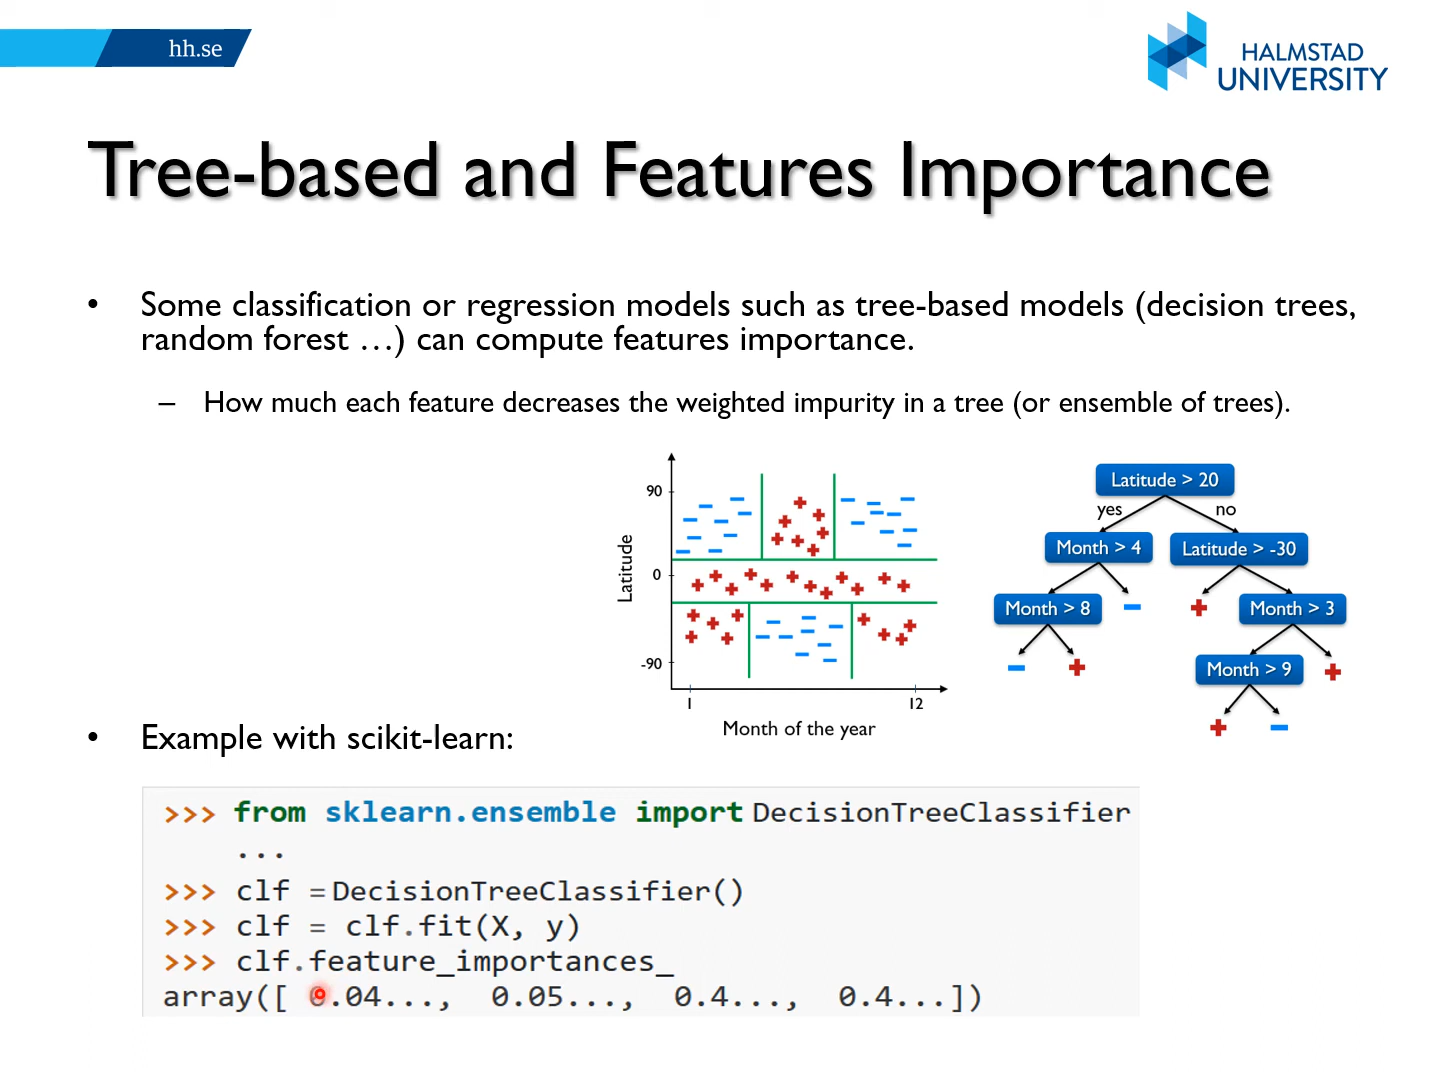 hh.se
HALMSTAD
UNIVERSITY
Tree-based and Features Importance
• Some classification or regression models such as tree-based models (decision trees,
random forest …) can compute features importance.
– How much each feature decreases the weighted impurity in a tree (or ensemble of trees).
90
0
-90
Latitude
1
12
Month of the year
Latitude > 20
yes
no
Month > 4
Latitude > -30
Month > 8
Month > 3
Month > 9
• Example with scikit-learn:
>>> from sklearn.ensemble import DecisionTreeClassifier
...
>>> clf =DecisionTreeClassifier()
>>> clf = clf.fit(X, y)
>>> clf.feature_importances_
array([ 0.04..., 0.05..., 0.4..., 0.4...])